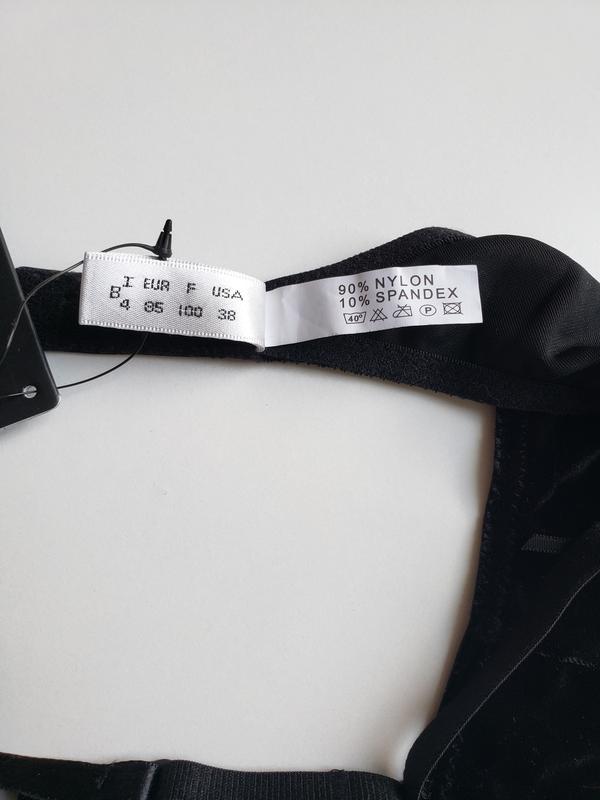 I EUR F USA
B
4 85 100 38
90% NYLON
10% SPANDEX
40° P